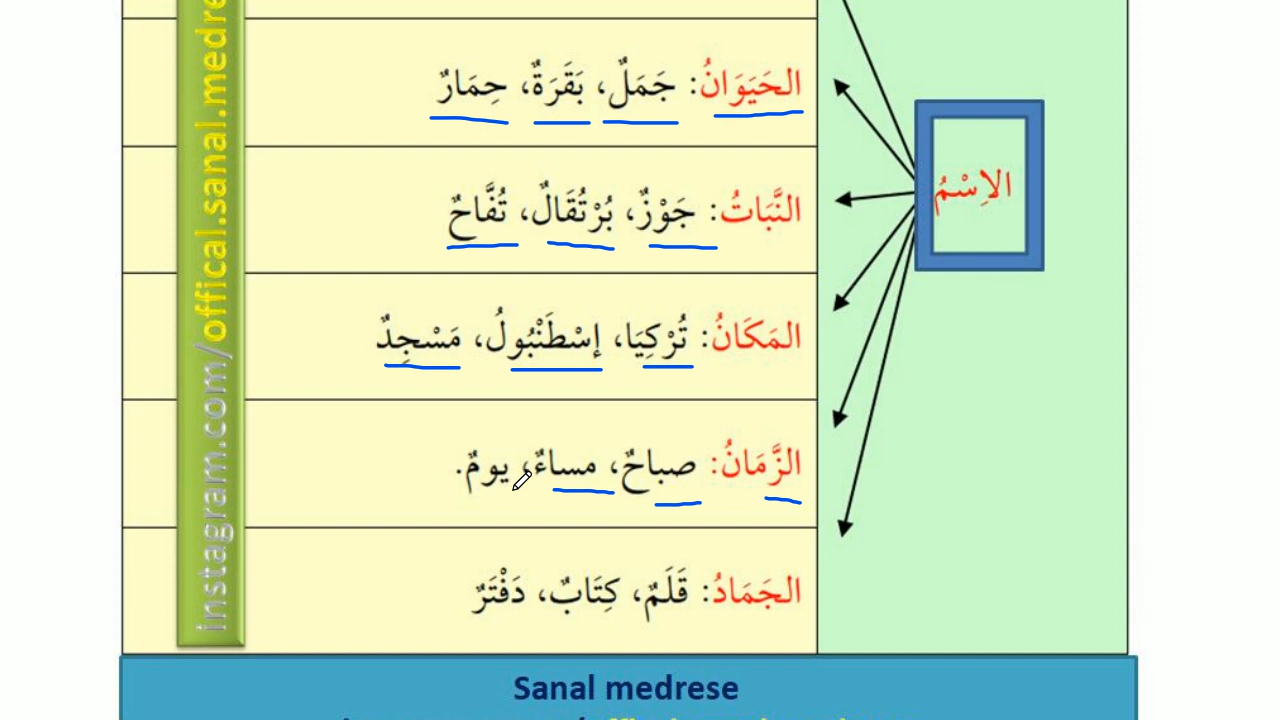 الحَيَوَانُ: جَمَلٌ، بَقَرَةٌ، حِمَارٌ
النَّبَاتُ: جَوْزٌ، بُرْتُقَالٌ، تُفَّاحٌ
الاِسْمُ
المَكَانُ: تُرْكِيَا، إِسْطَنْبُولُ، مَسْجِدٌ
الزَّمَانُ: صباحٌ، مساءٌ، يومٌ.
الجَمَادُ: قَلَمٌ، كِتَابٌ، دَفْتَرٌ
instagram.com/offical.sanal.medre
Sanal medrese